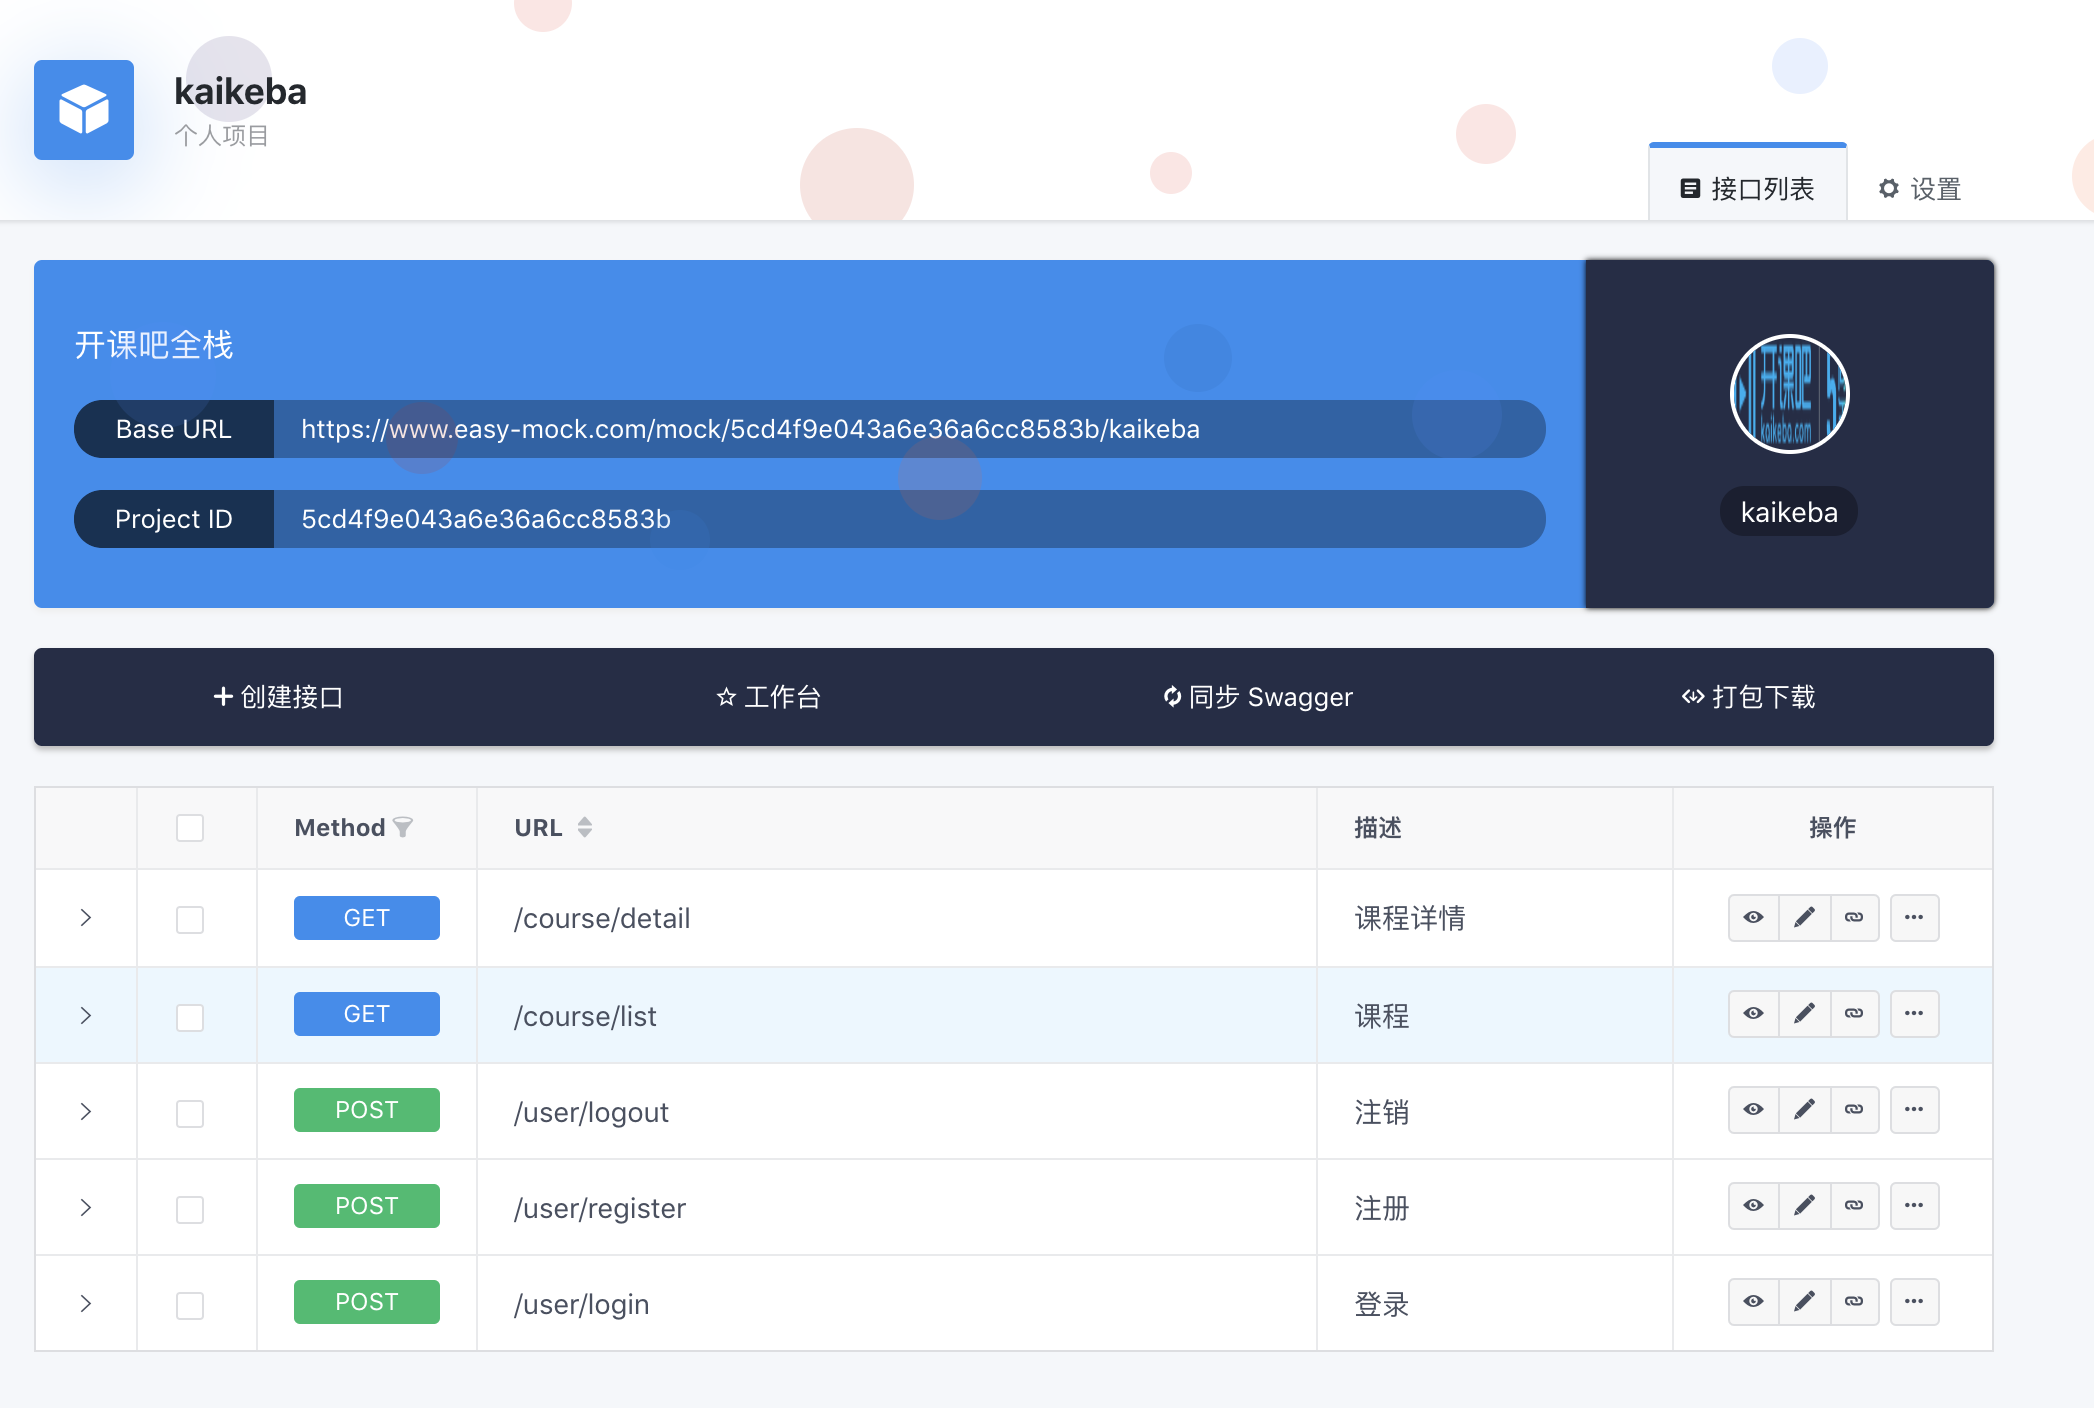 kaikeba
个人项目
接口列表
设置
开课吧全栈
Base URL https://www.easy-mock.com/mock/5cd4f9e043a6e36a6cc8583b/kaikeba
Project ID 5cd4f9e043a6e36a6cc8583b
开课吧
kaikeba.com
kaikeba
创建接口 工作台 同步 Swagger 打包下载
Method URL 描述 操作
GET /course/detail 课程详情
GET /course/list 课程
POST /user/logout 注销
POST /user/register 注册
POST /user/login 登录